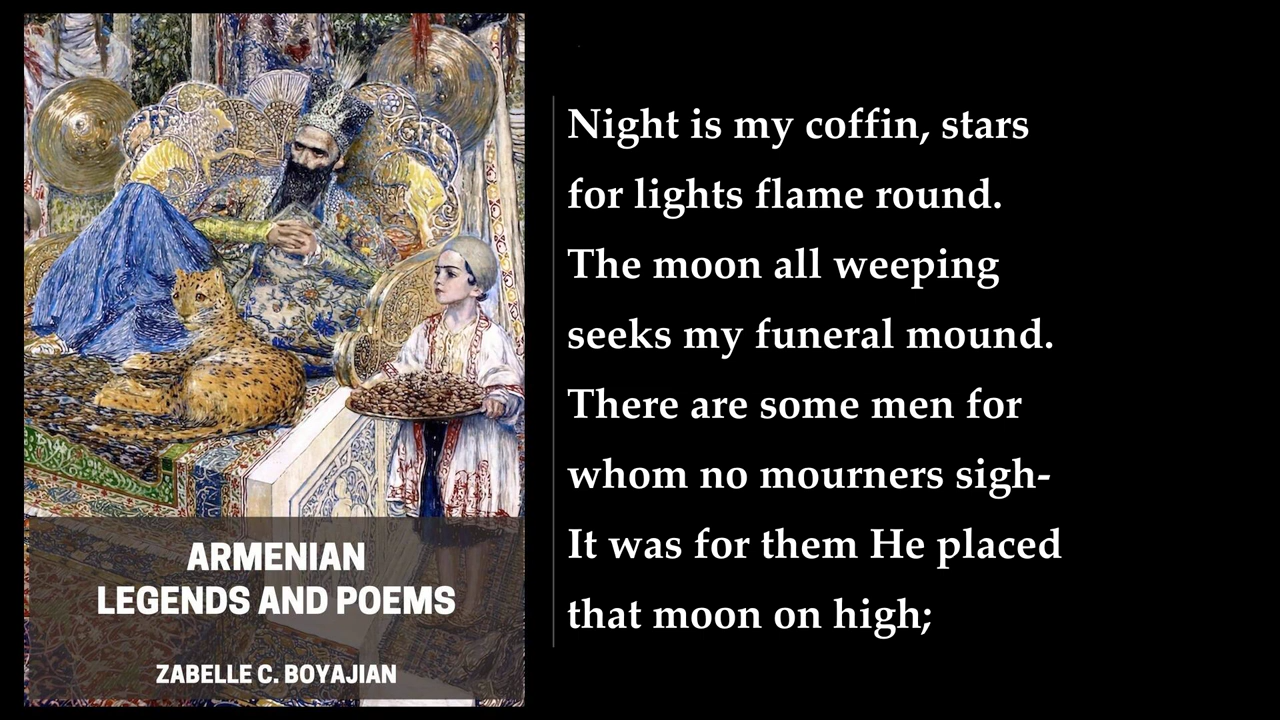 ARMENIAN
LEGENDS AND POEMS
ZABELLE C. BOYAJIAN
Night is my coffin, stars
for lights flame round.
The moon all weeping
seeks my funeral mound.
There are some men for
whom no mourners sigh-
It was for them He placed
that moon on high;